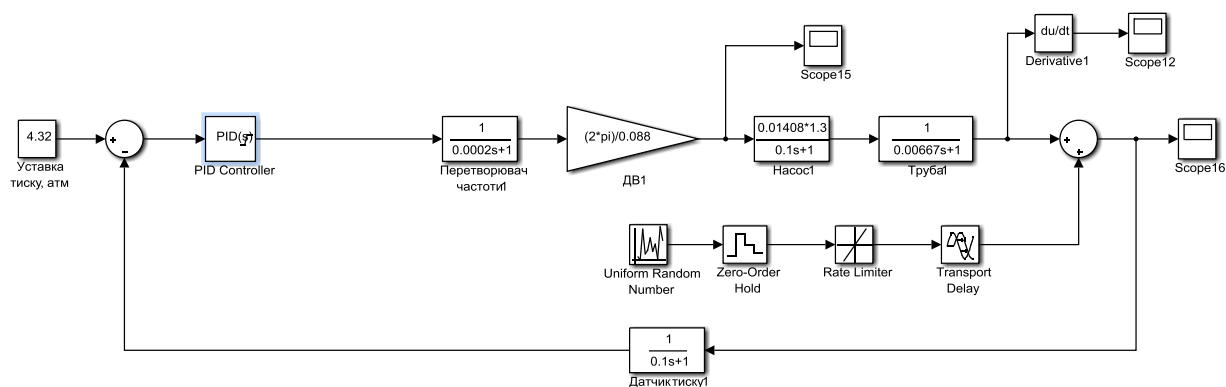 du/dt
Derivative1
Scope12
Scope15
4.32
Уставка
тиску, атм
+
-
PID(s)
PID Controller
1
0.0002s+1
Перетворювач
частоти1
(2*pi)/0.088
ДВ1
0.01408*1.3
0.1s+1
Насос1
1
0.00667s+1
Труба1
+
+
Scope16
Uniform Random
Number
Zero-Order
Hold
Rate Limiter
Transport
Delay
1
0.1s+1
Датчик тиску1